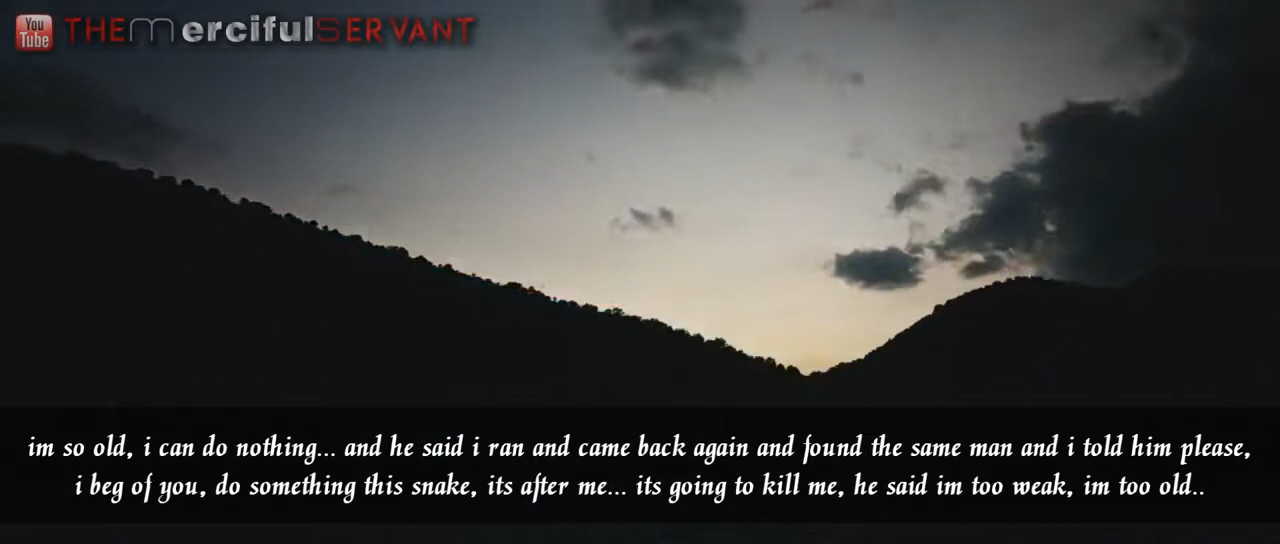 You Tube THEmercifulSERVANT
im so old, i can do nothing... and he said i ran and came back again and found the same man and i told him please,
i beg of you, do something this snake, its after me... its going to kill me, he said im too weak, im too old..